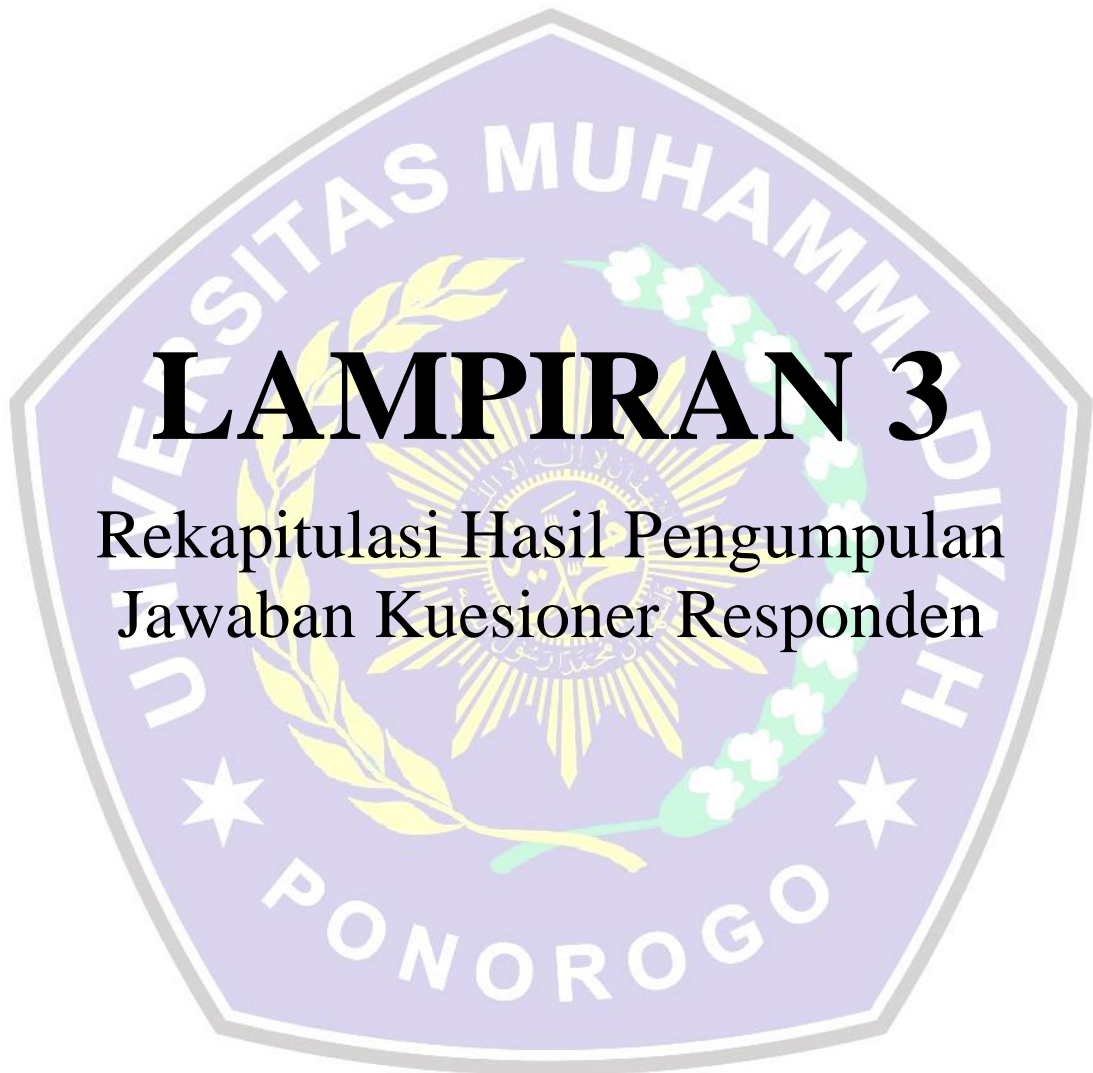 UNIVERSITAS MUHAMMADIYAH
LAMPIRAN 3
Rekapitulasi Hasil Pengumpulan
Jawaban Kuesioner Responden
PONOROGO